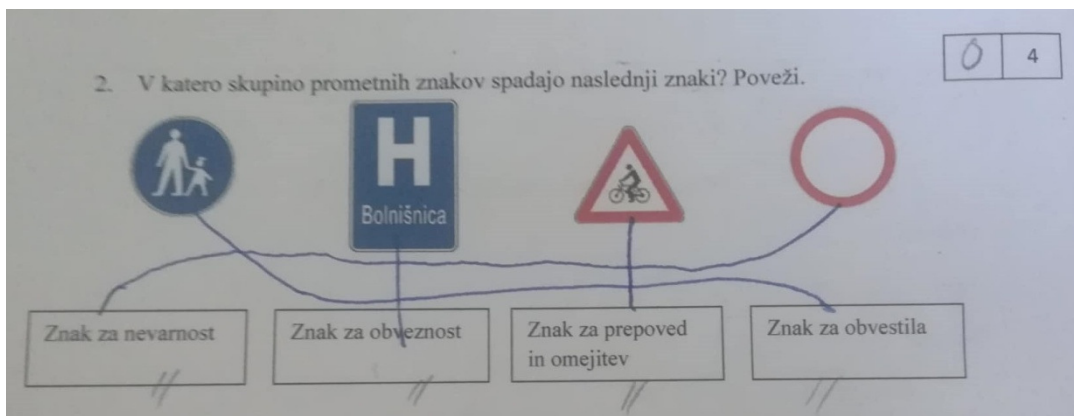 0 4
2. V katero skupino prometnih znakov spadajo naslednji znaki? Poveži.
H
Bolnišnica
Znak za nevarnost
Znak za obveznost
Znak za prepoved
in omejitev
Znak za obvestila